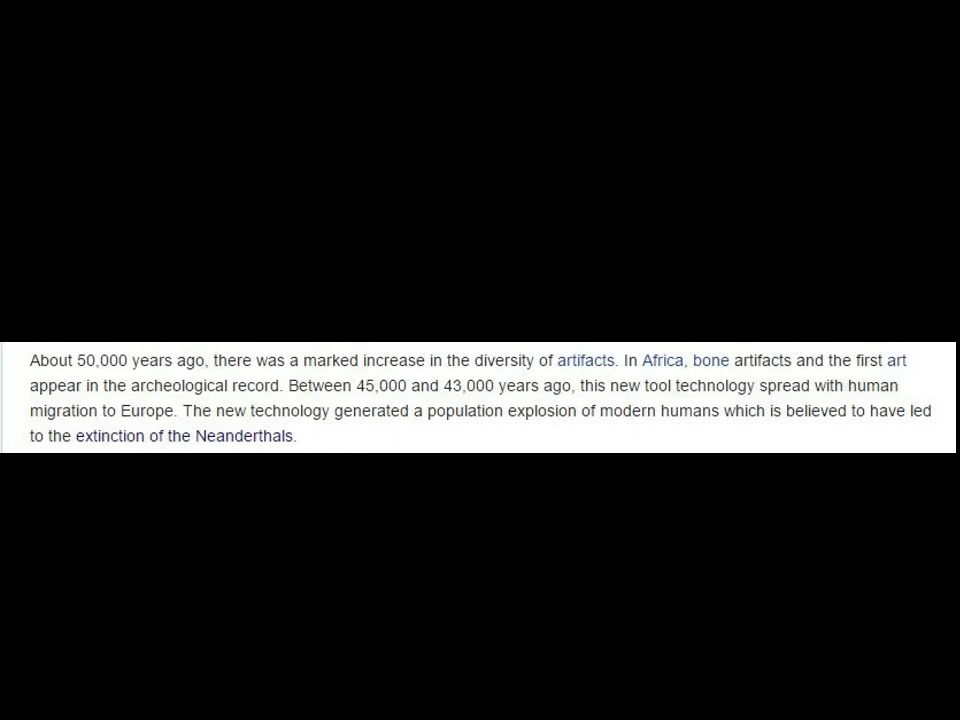 About 50,000 years ago, there was a marked increase in the diversity of artifacts. In Africa, bone artifacts and the first art
appear in the archeological record. Between 45,000 and 43,000 years ago, this new tool technology spread with human
migration to Europe. The new technology generated a population explosion of modern humans which is believed to have led
to the extinction of the Neanderthals.